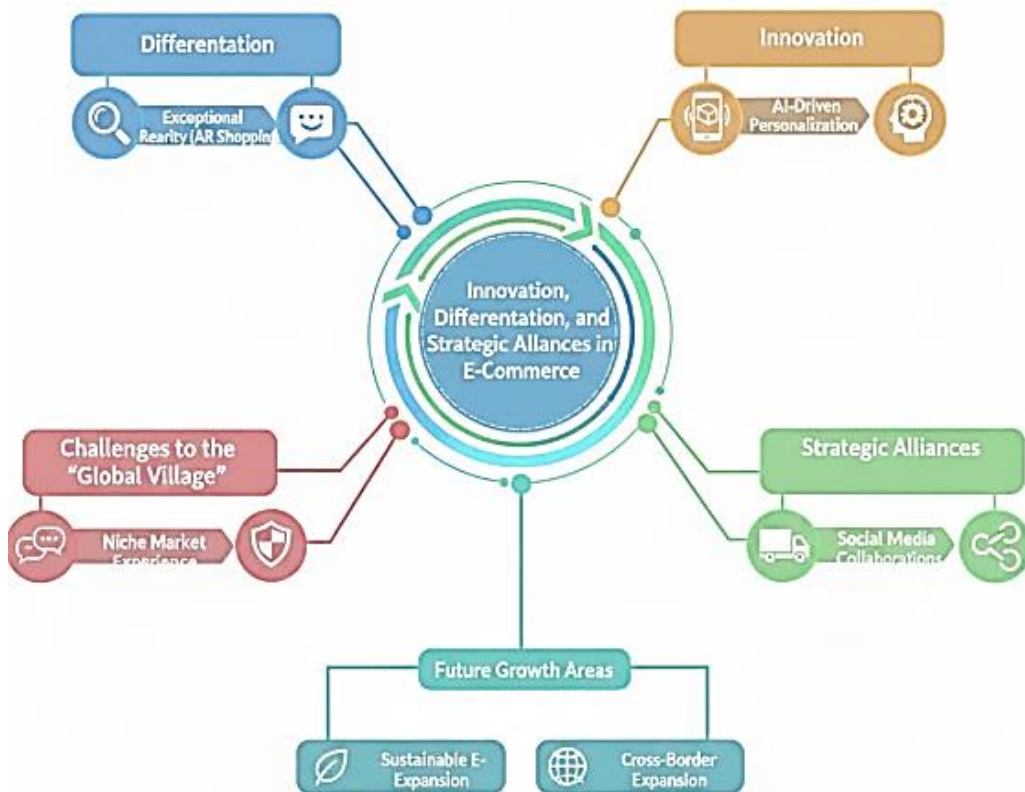 Differentation
Exceptional
Rearity (AR Shoppin
Innovation
AI-Driven
Personalization
Innovation,
Differentation, and
Strategic Allances in
E-Commerce
Challenges to the
"Global Village"
Niche Market
Experience
Strategic Alliances
Social Media
Collaborations
Future Growth Areas
Sustainable E-
Expansion
Cross-Border
Expansion